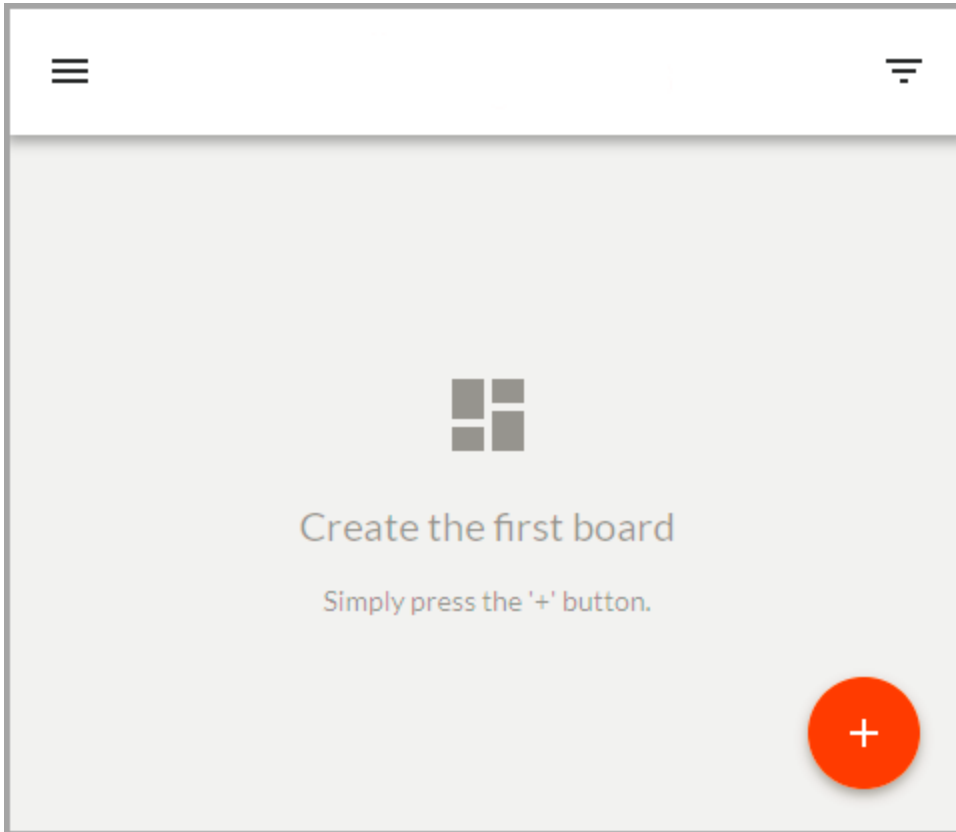 Create the first board
Simply press the '+' button.
+